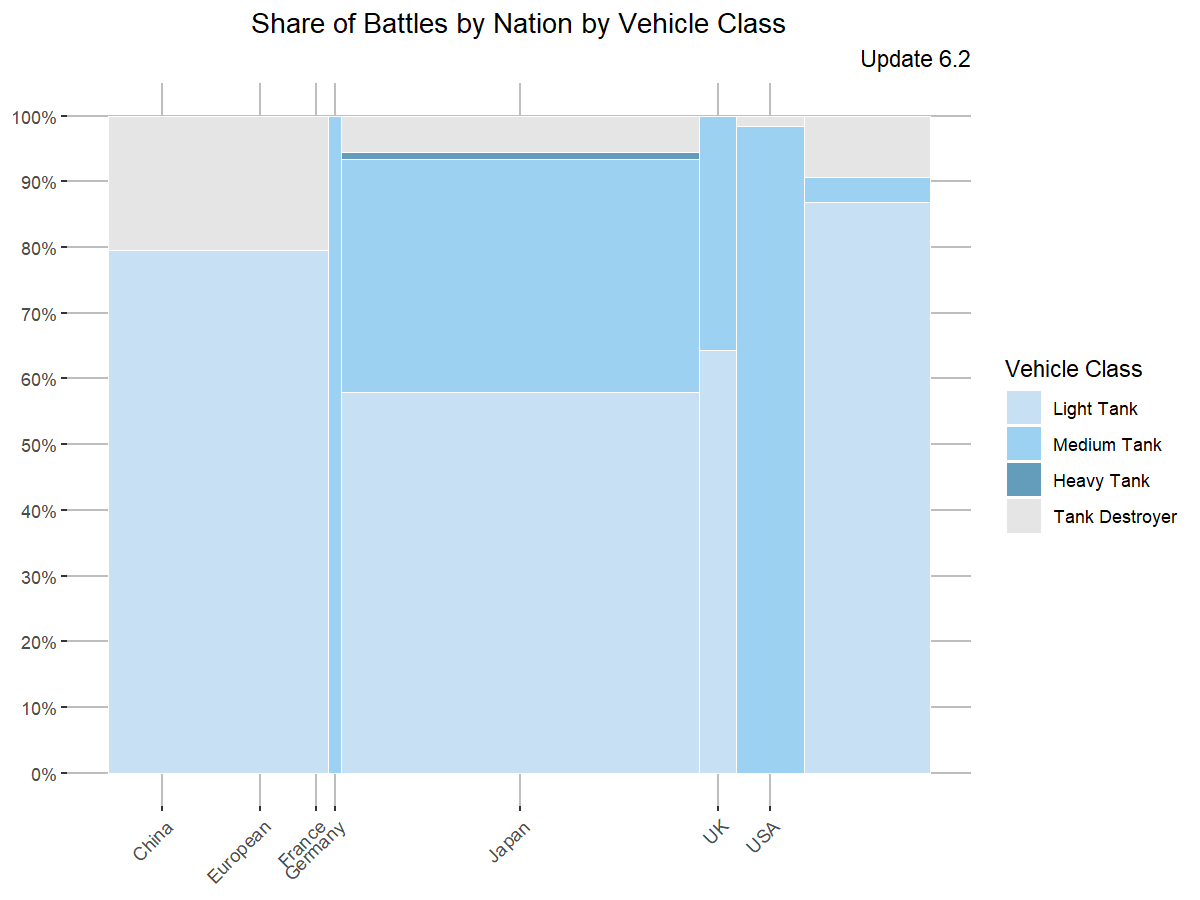 Share of Battles by Nation by Vehicle Class
Update 6.2
100%
90%
80%
70%
60%
50%
40%
30%
20%
10%
0%
China
European
France
Germany
Japan
UK
USA
Vehicle Class
Light Tank
Medium Tank
Heavy Tank
Tank Destroyer